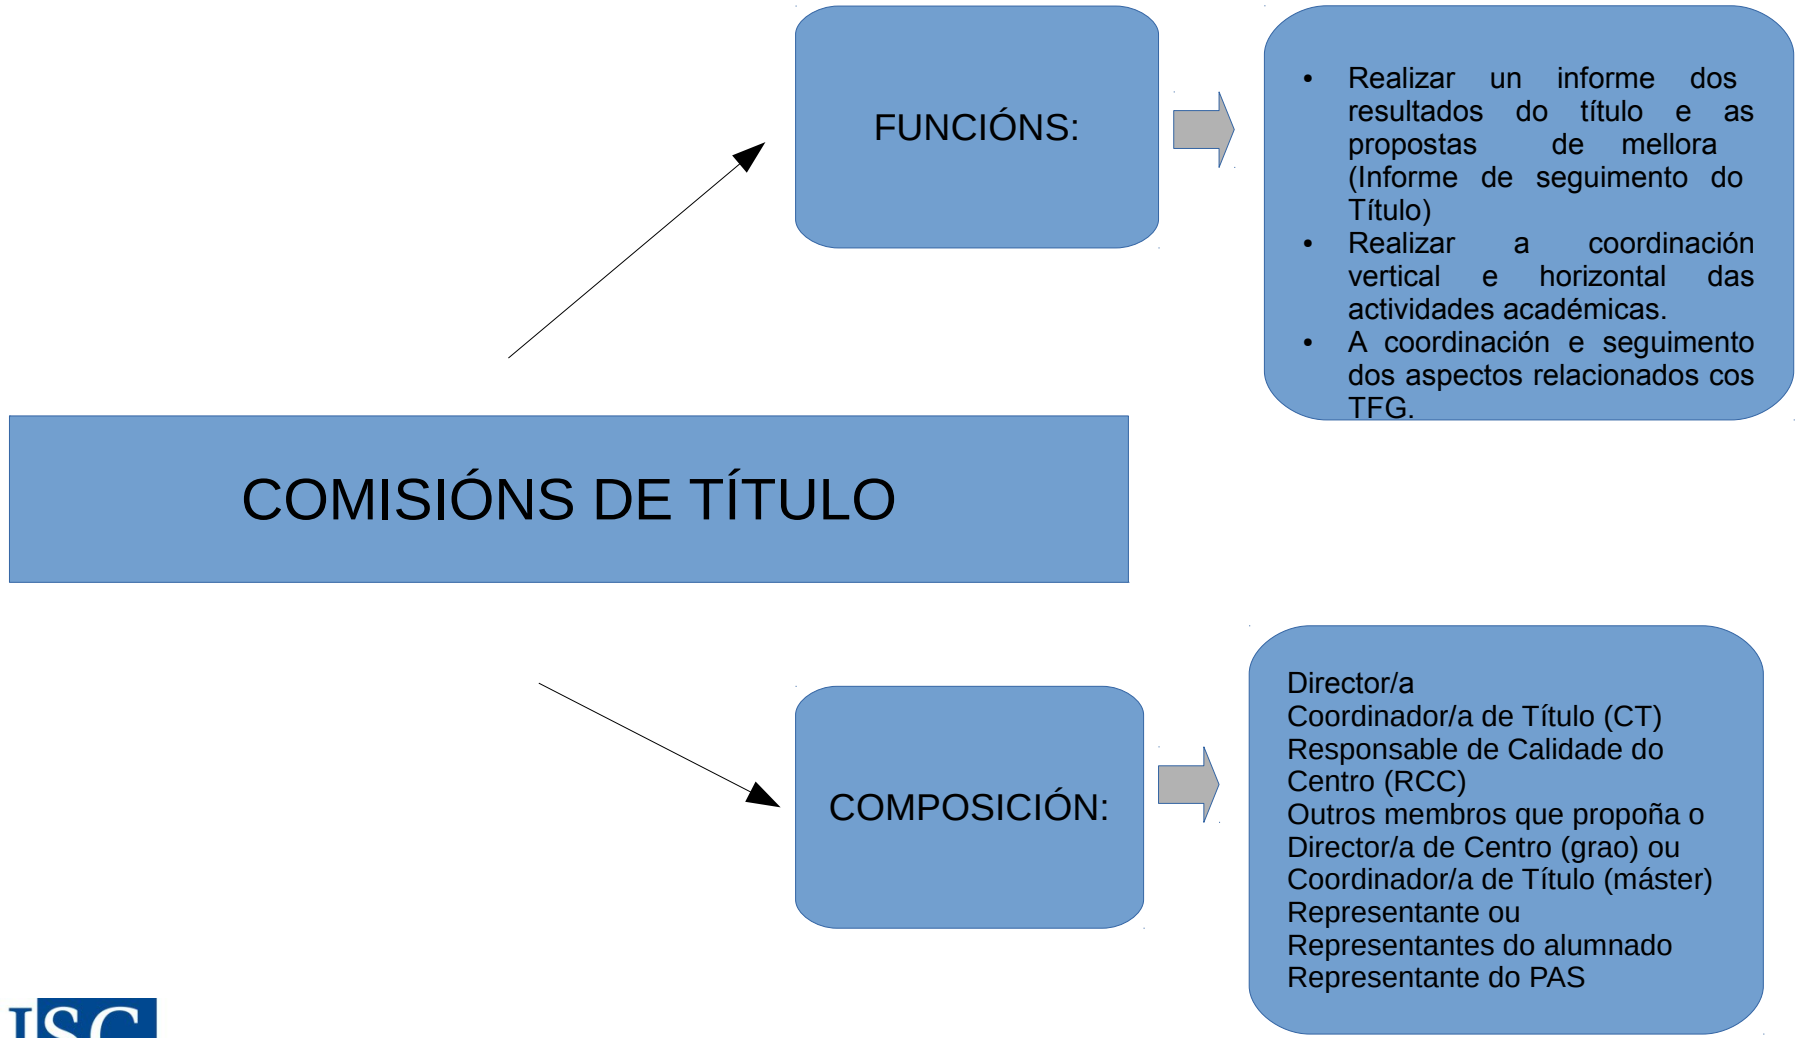 FUNCIÓNS:
• Realizar un informe dos
resultados do título e as
propostas de mellora
(Informe de seguimento do
Título)
• Realizar a coordinación
vertical e horizontal das
actividades académicas.
• A coordinación e seguimento
dos aspectos relacionados cos
TFG.
COMISIÓNS DE TÍTULO
COMPOSICIÓN:
Director/a
Coordinador/a de Título (CT)
Responsable de Calidade do
Centro (RCC)
Outros membros que propoña o
Director/a de Centro (grao) ou
Coordinador/a de Título (máster)
Representante ou
Representantes do alumnado
Representante do PAS